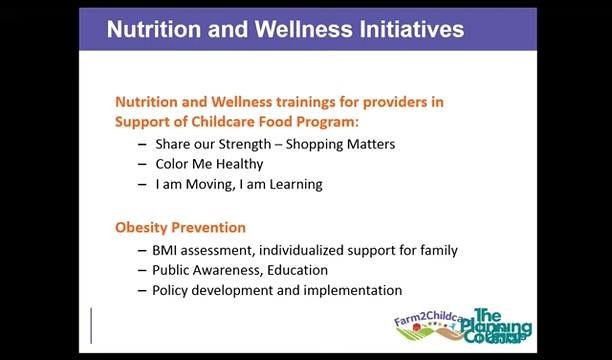 Nutrition and Wellness Initiatives
Nutrition and Wellness trainings for providers in
Support of Childcare Food Program:
– Share our Strength – Shopping Matters
– Color Me Healthy
– I am Moving, I am Learning
Obesity Prevention
– BMI assessment, individualized support for family
– Public Awareness, Education
– Policy development and implementation
Farm2Childca
The
Planning
Council